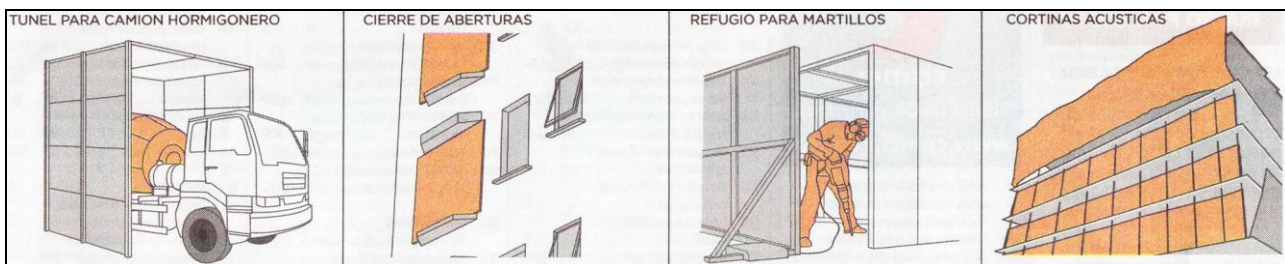 TUNEL PARA CAMION HORMIGONERO
CIERRE DE ABERTURAS
REFUGIO PARA MARTILLOS
CORTINAS ACUSTICAS